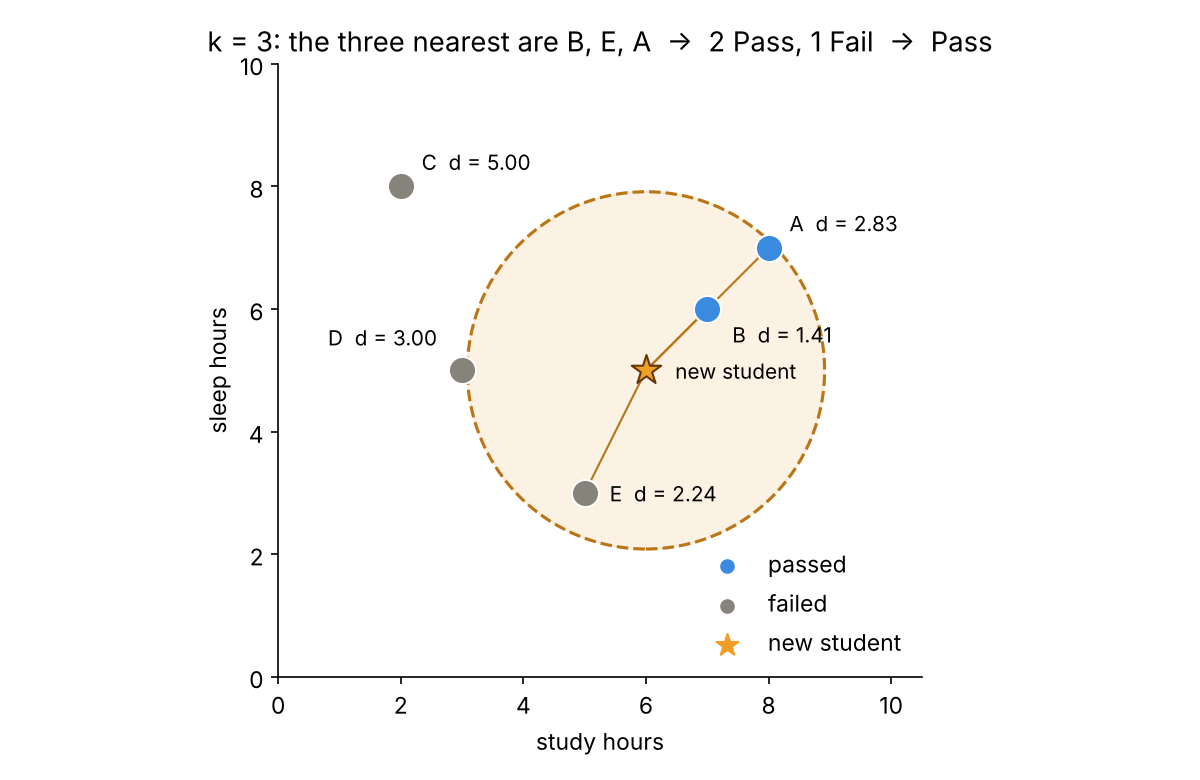 k = 3: the three nearest are B, E, A → 2 Pass, 1 Fail → Pass
10
C d = 5.00
8
A d = 2.83
6
D d = 3.00
B d = 1.41
new student
sleep hours
4
E d = 2.24
2
passed
failed
new student
0
0 2 4 6 8 10
study hours